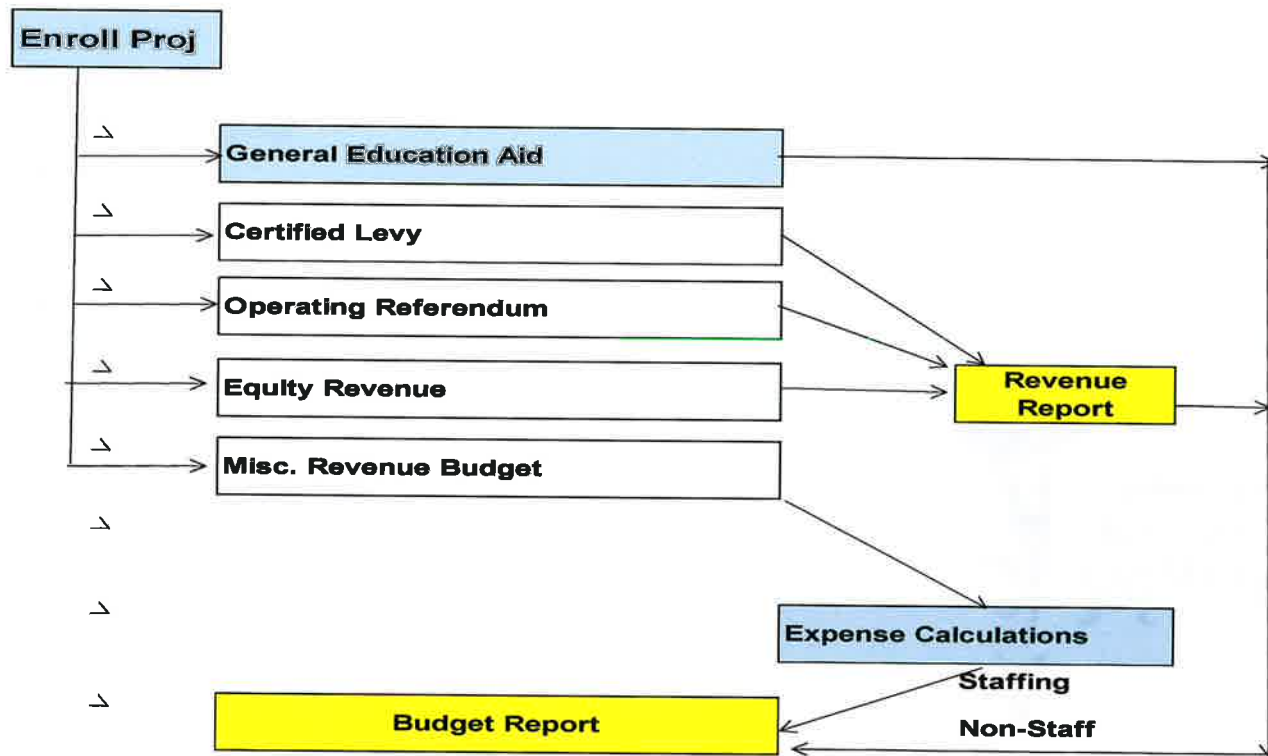 Enroll Proj
General Education Aid
Certified Levy
Operating Referendum
Equity Revenue
Revenue
Report
Misc. Revenue Budget
Expense Calculations
Staffing
Budget Report
Non-Staff